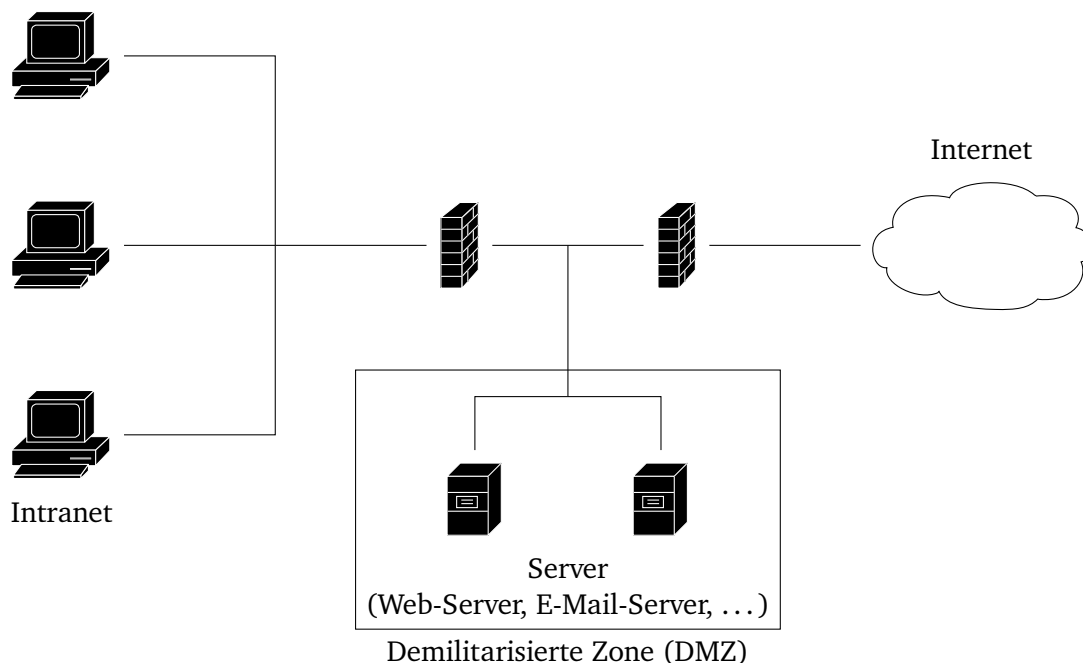 Internet
Intranet
Server
(Web-Server, E-Mail-Server, ...)
Demilitarisierte Zone (DMZ)